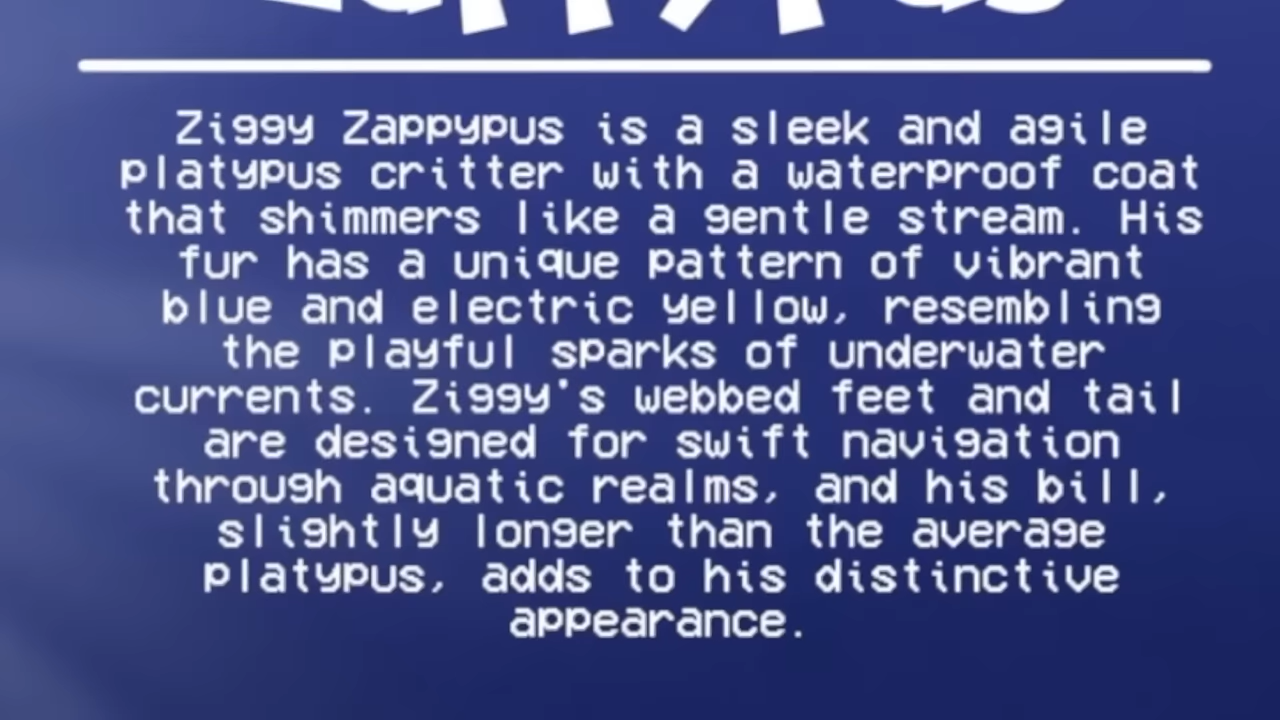 Zappypus
Ziggy Zappypus is a sleek and agile
platypus critter with a waterproof coat
that shimmers like a gentle stream. His
fur has a unique pattern of vibrant
blue and electric yellow, resembling
the playful sparks of underwater
currents. Ziggy's webbed feet and tail
are designed for swift navigation
through aquatic realms, and his bill,
slightly longer than the average
platypus, adds to his distinctive
appearance.